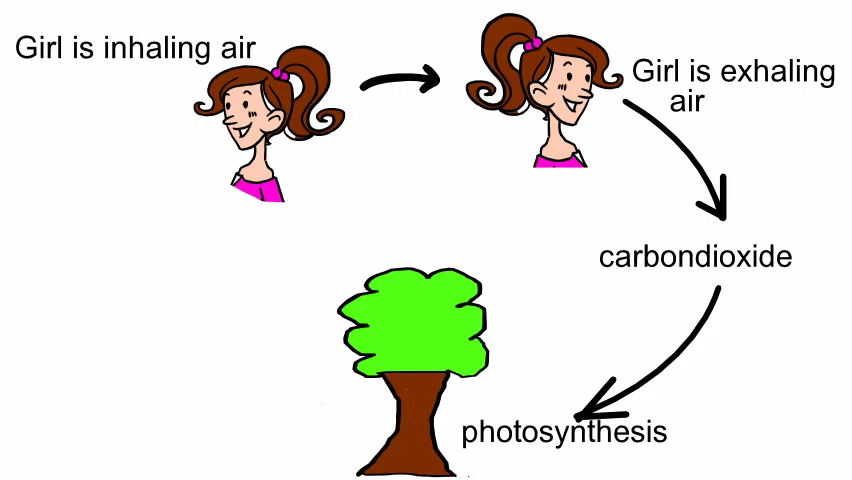 Girl is inhaling air
Girl is exhaling
air
carbondioxide
photosynthesis